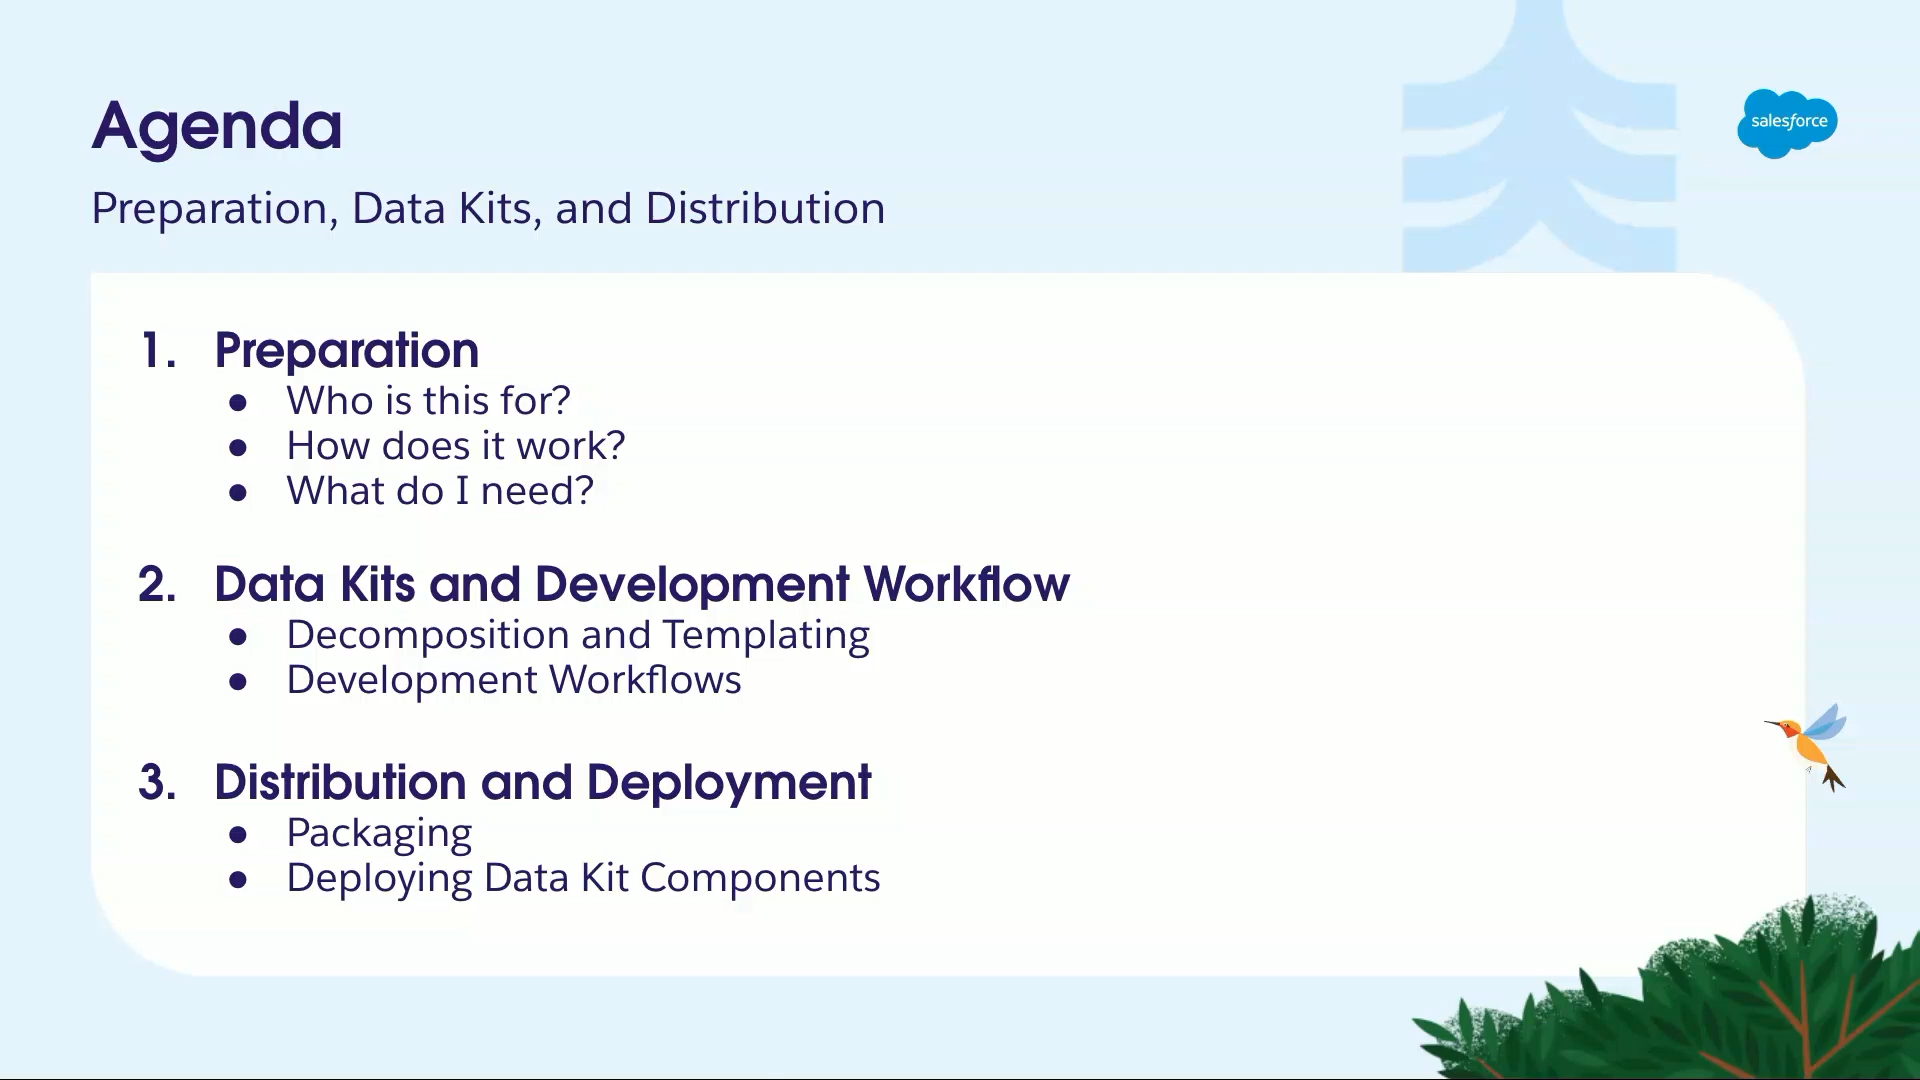 Agenda
salesforce
Preparation, Data Kits, and Distribution
1. Preparation
● Who is this for?
● How does it work?
● What do I need?
2. Data Kits and Development Workflow
● Decomposition and Templating
● Development Workflows
3. Distribution and Deployment
● Packaging
● Deploying Data Kit Components